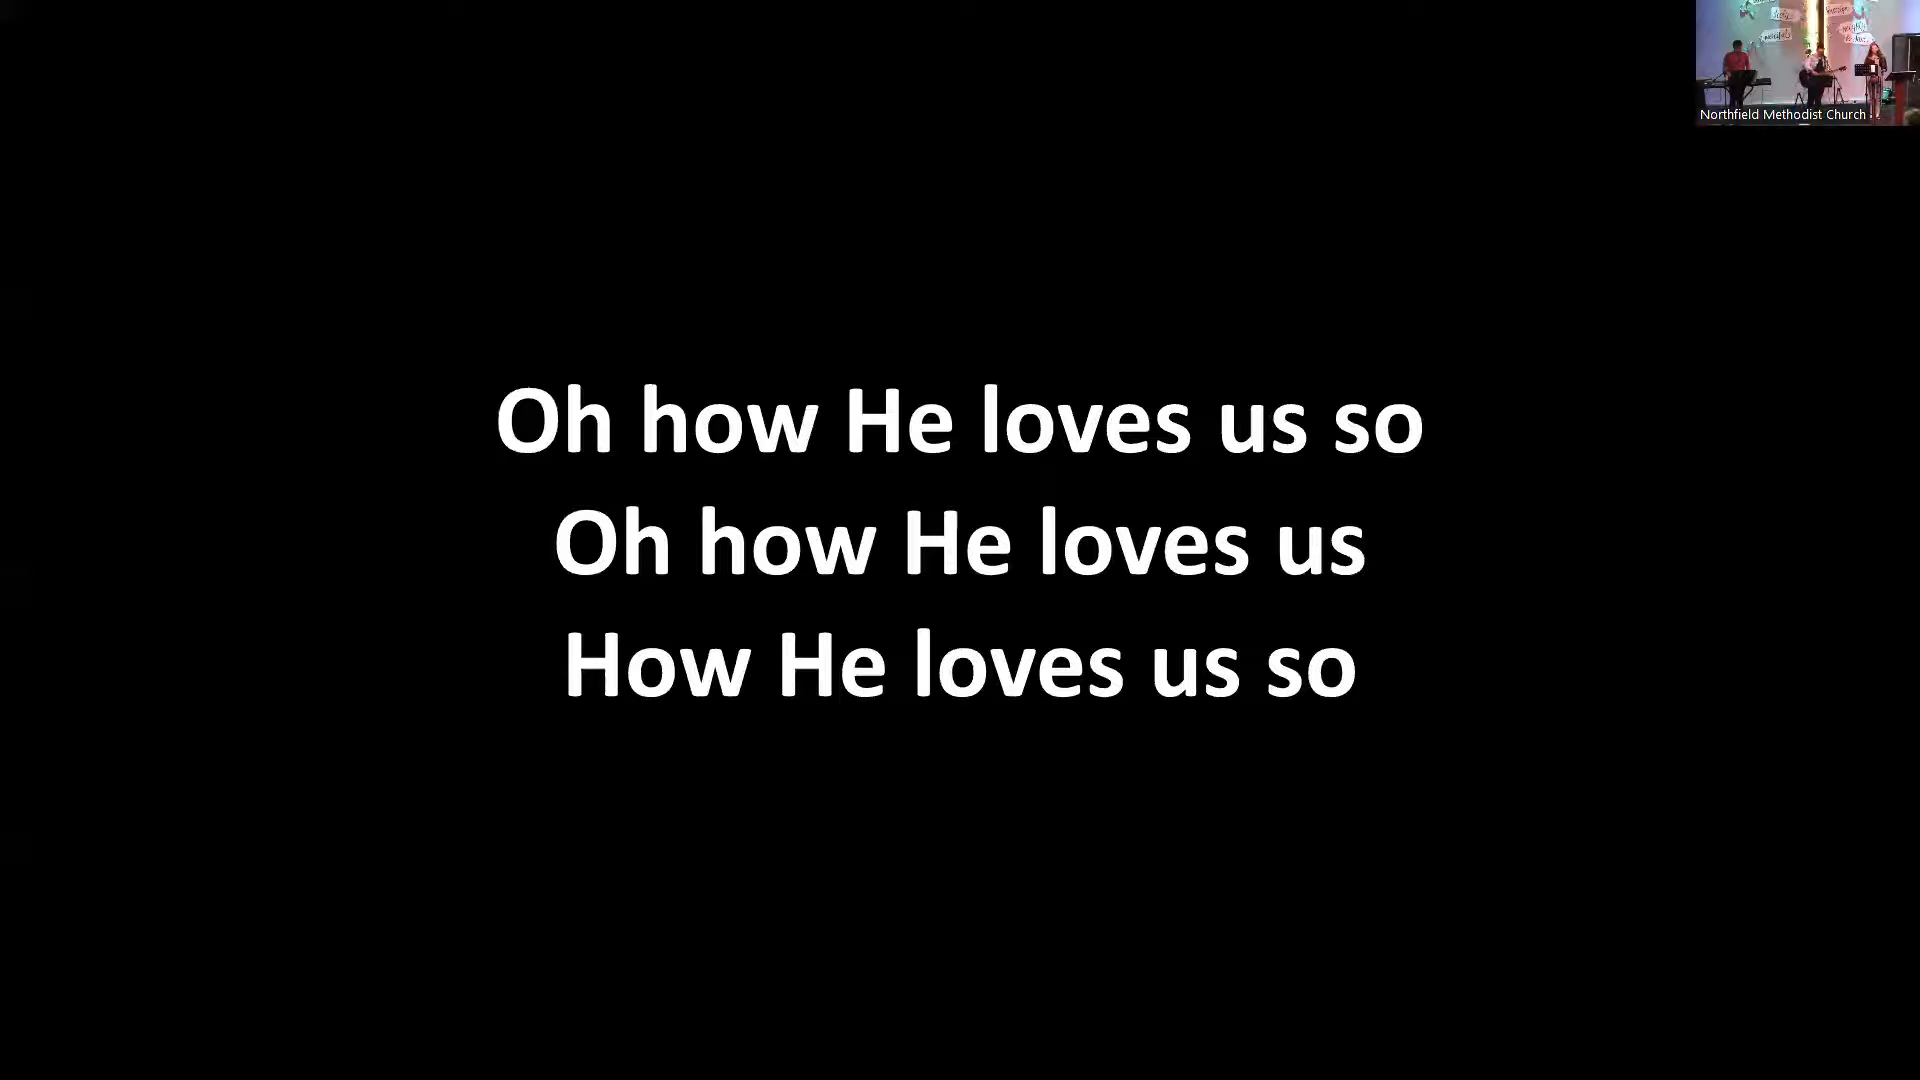 Oh how He loves us so
Oh how He loves us
How He loves us so
Northfield Methodist Church